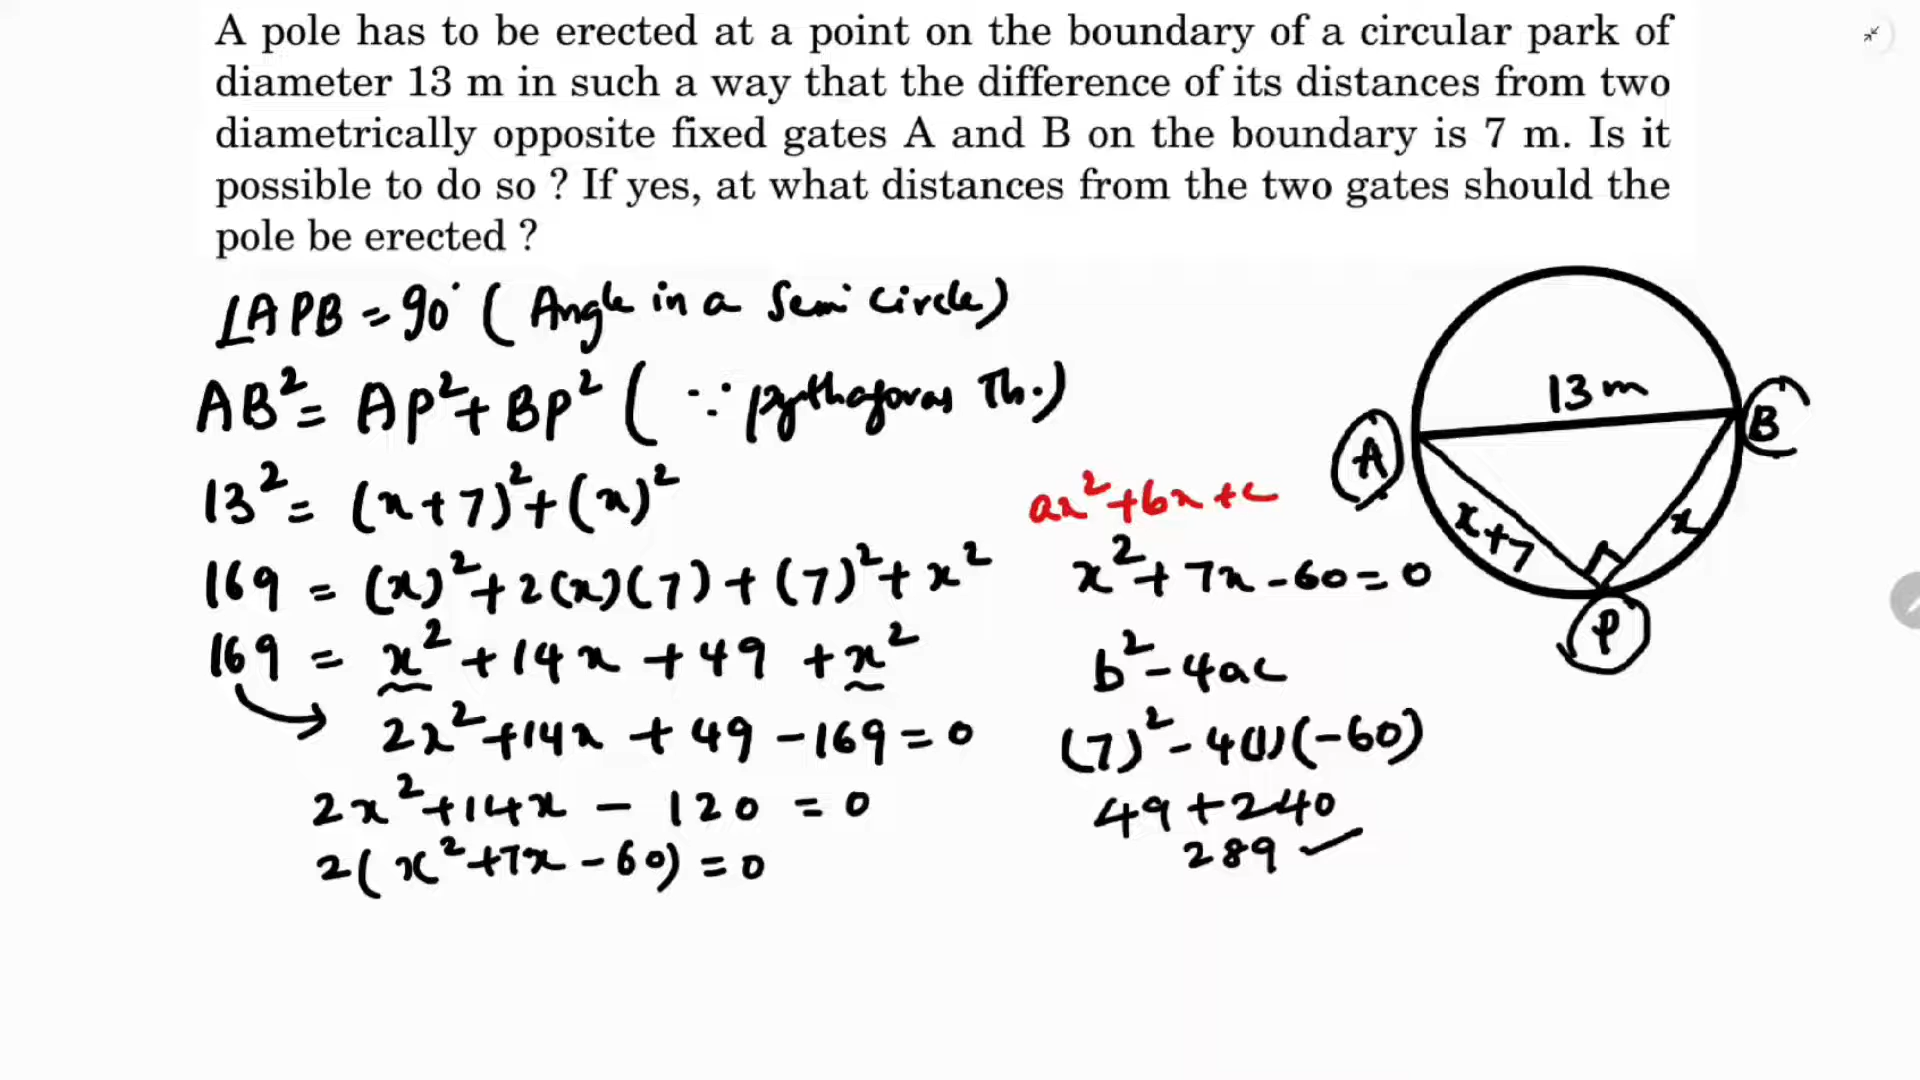 A pole has to be erected at a point on the boundary of a circular park of
diameter 13 m in such a way that the difference of its distances from two
diametrically opposite fixed gates A and B on the boundary is 7 m. Is it
possible to do so ? If yes, at what distances from the two gates should the
pole be erected ?
∠APB = 90° (Angle in a Semi Circle)
AB² = AP² + BP² (∵ pythagoras Th.)
13² = (x+7)² + (x)²
169 = (x)² + 2(x)(7) + (7)² + x²
169 = x² + 14x + 49 + x²
2x² + 14x + 49 - 169 = 0
2x² + 14x - 120 = 0
2(x² + 7x - 60) = 0
ax² + bx + c
x² + 7x - 60 = 0
b² - 4ac
(7)² - 4(1)(-60)
49 + 240
289 ✓
13 m
A
B
x+7
x
P